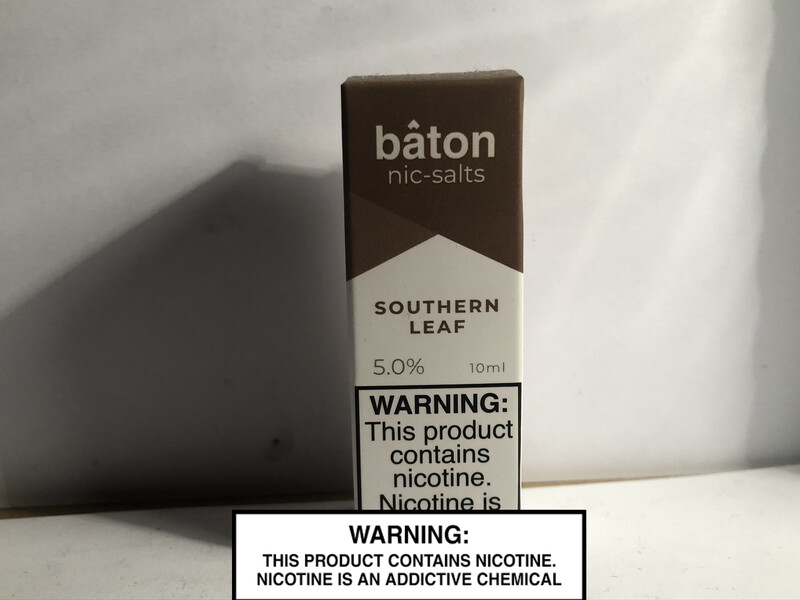 bâton
nic-salts
SOUTHERN
LEAF
5.0% 10ml
WARNING:
This product
contains
nicotine.
Nicotine is
WARNING:
THIS PRODUCT CONTAINS NICOTINE.
NICOTINE IS AN ADDICTIVE CHEMICAL